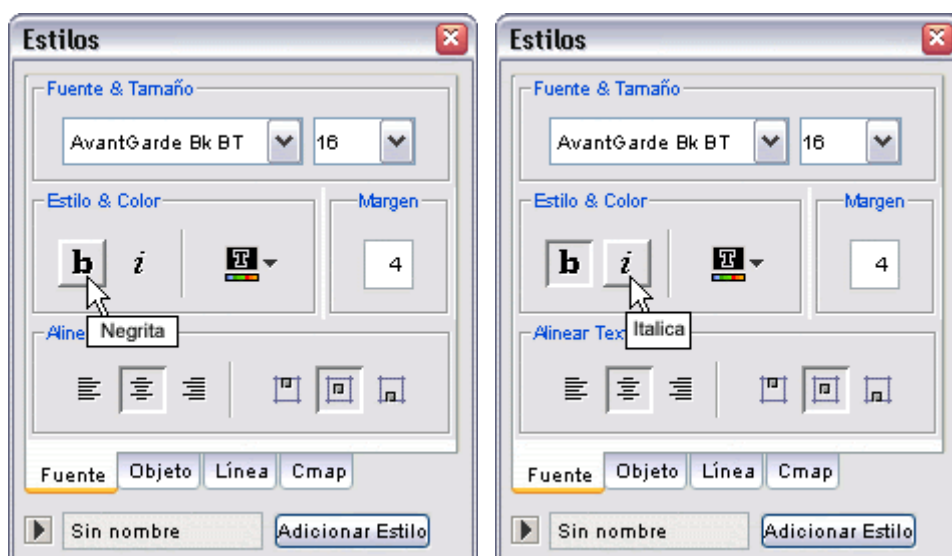 Estilos
Fuente & Tamaño
AvantGarde Bk BT 16
Estilo & Color Margen
b i T 4
Negrita
Aline
Fuente Objeto Línea Cmap
Sin nombre Adicionar Estilo
Estilos
Fuente & Tamaño
AvantGarde Bk BT 16
Estilo & Color Margen
b i T 4
Italica
Alinear Tex
Fuente Objeto Línea Cmap
Sin nombre Adicionar Estilo